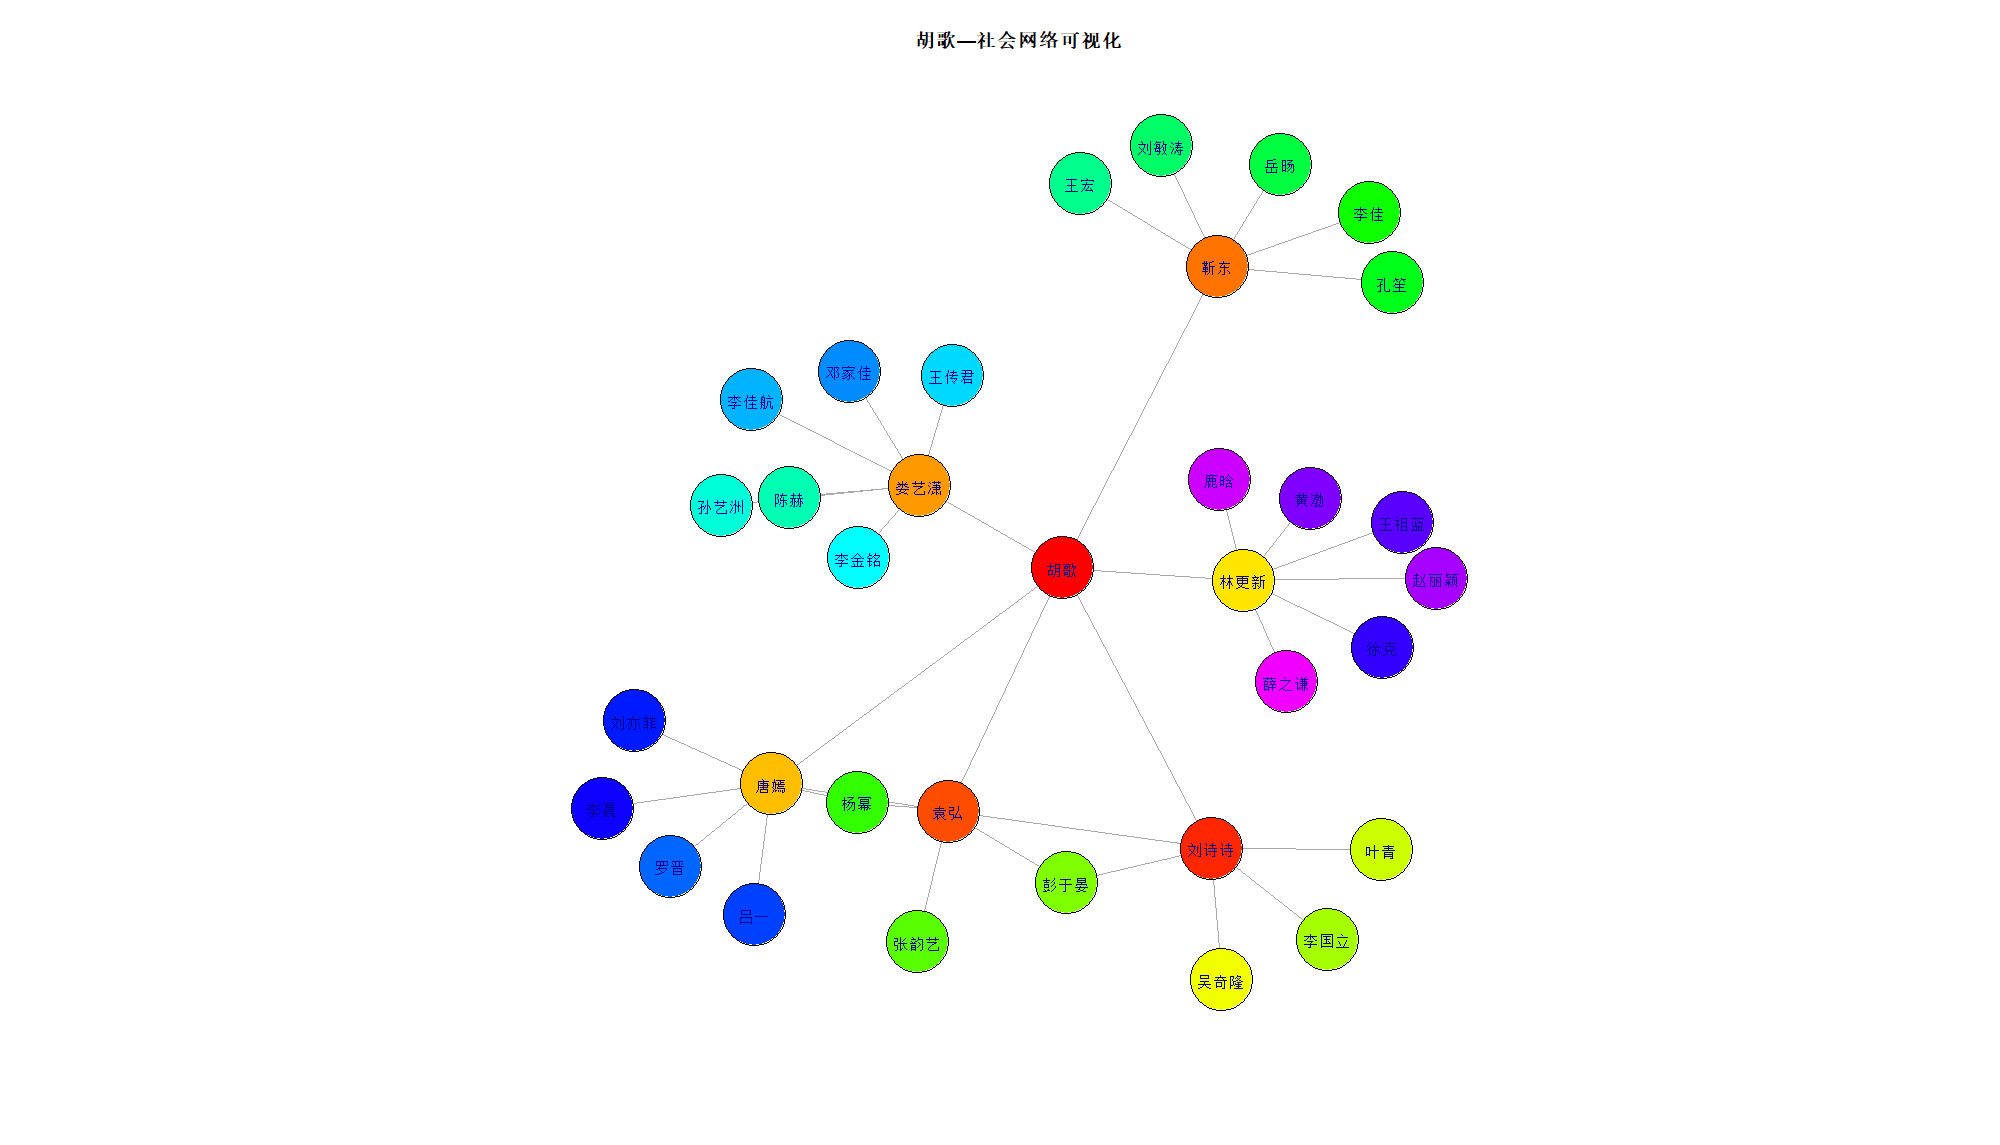 胡歌—社会网络可视化
刘敏涛
岳旸
王宏
李佳
靳东
孔笙
邓家佳
王传君
李佳航
鹿晗
娄艺潇
陈赫
黄渤
孙艺洲
王祖蓝
李金铭
胡歌
林更新
赵丽颖
徐克
薛之谦
刘亦菲
唐嫣
杨幂
李晨
袁弘
刘诗诗
叶青
罗晋
彭于晏
吕一
张韵艺
李国立
吴奇隆